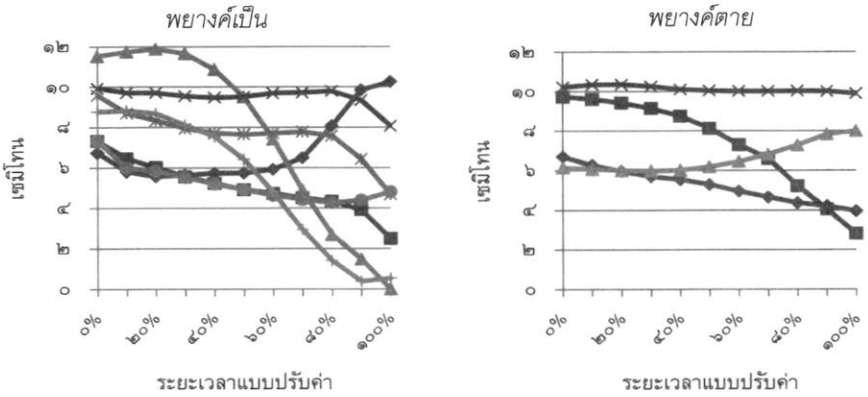 พยางค์เป็น
เซมิโทน
๑๒
๑๐
๘
๖
๔
๒
๐
๐% ๒๐% ๔๐% ๖๐% ๘๐% ๑๐๐%
ระยะเวลาแบบปรับค่า
พยางค์ตาย
เซมิโทน
๑๒
๑๐
๘
๖
๔
๒
๐
๐% ๒๐% ๔๐% ๖๐% ๘๐% ๑๐๐%
ระยะเวลาแบบปรับค่า